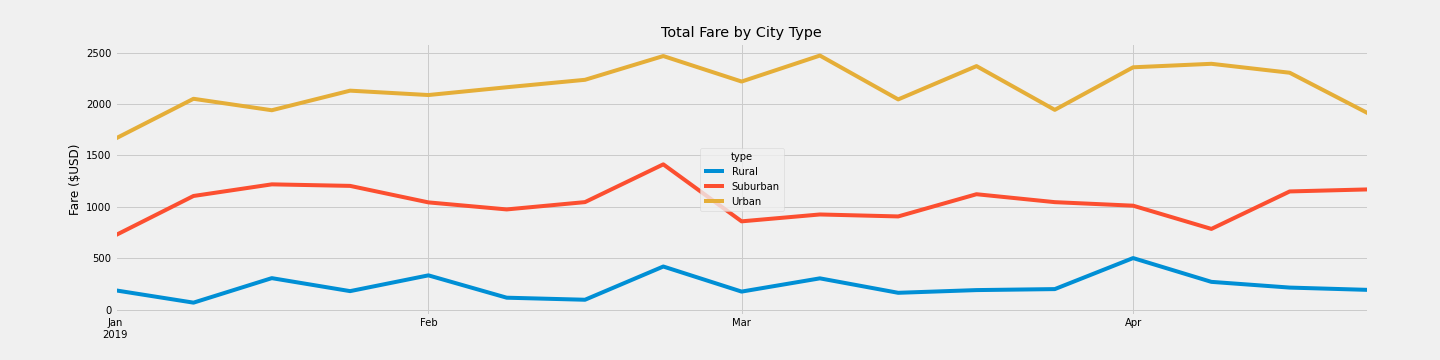 Total Fare by City Type
Fare ($USD)
2500
2000
1500
1000
500
0
type
Rural
Suburban
Urban
Jan
2019
Feb
Mar
Apr